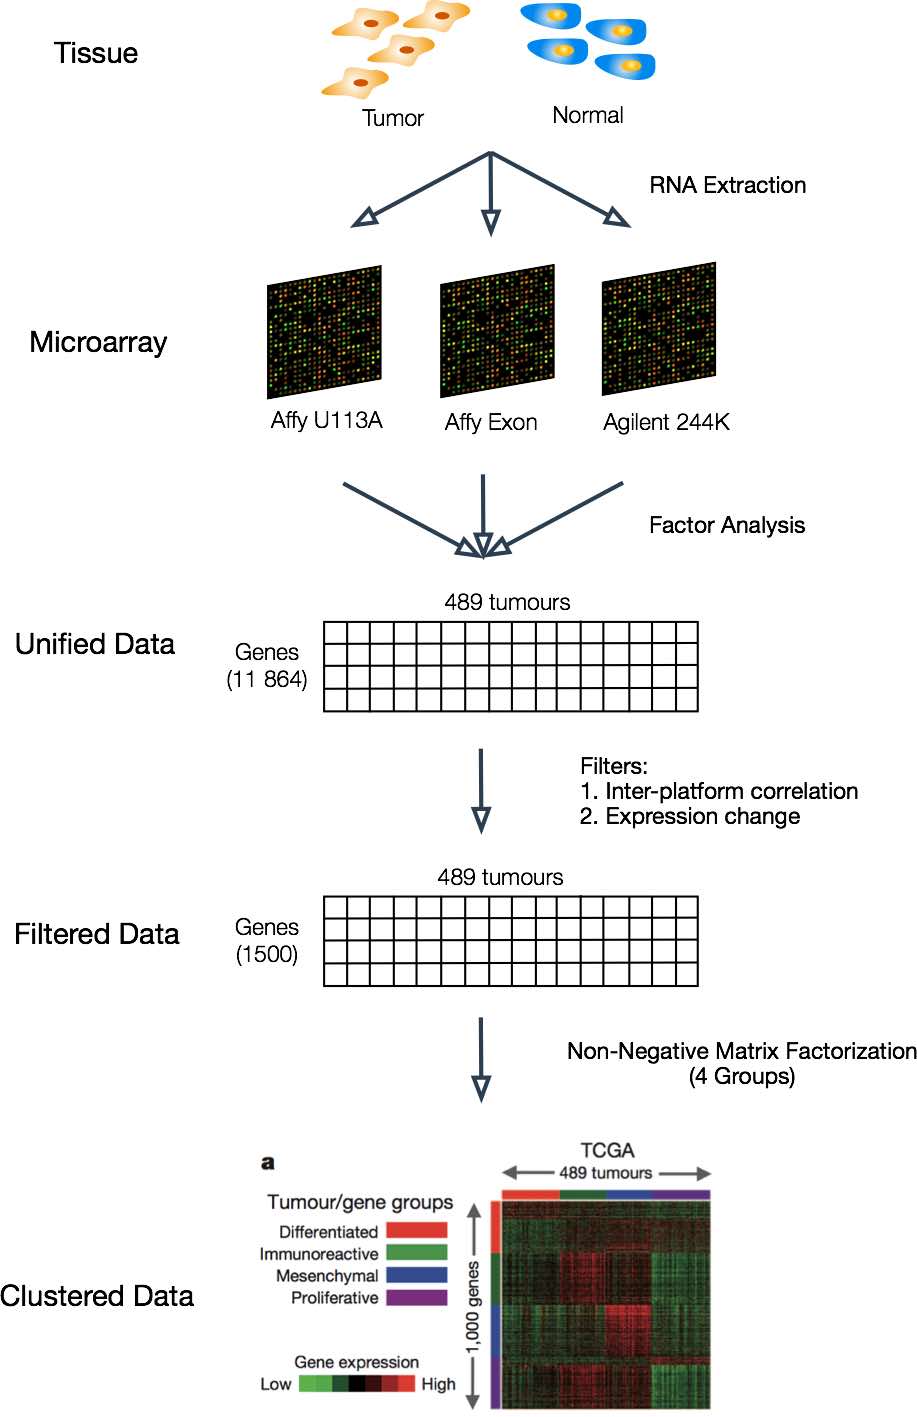 Tissue
Tumor
Normal
RNA Extraction
Microarray
Affy U113A
Affy Exon
Agilent 244K
Factor Analysis
489 tumours
Unified Data
Genes
(11 864)
Filters:
1. Inter-platform correlation
2. Expression change
489 tumours
Filtered Data
Genes
(1500)
Non-Negative Matrix Factorization
(4 Groups)
a
TCGA
489 tumours
Tumour/gene groups
Differentiated
Immunoreactive
Mesenchymal
Proliferative
1,000 genes
Clustered Data
Gene expression
Low
High